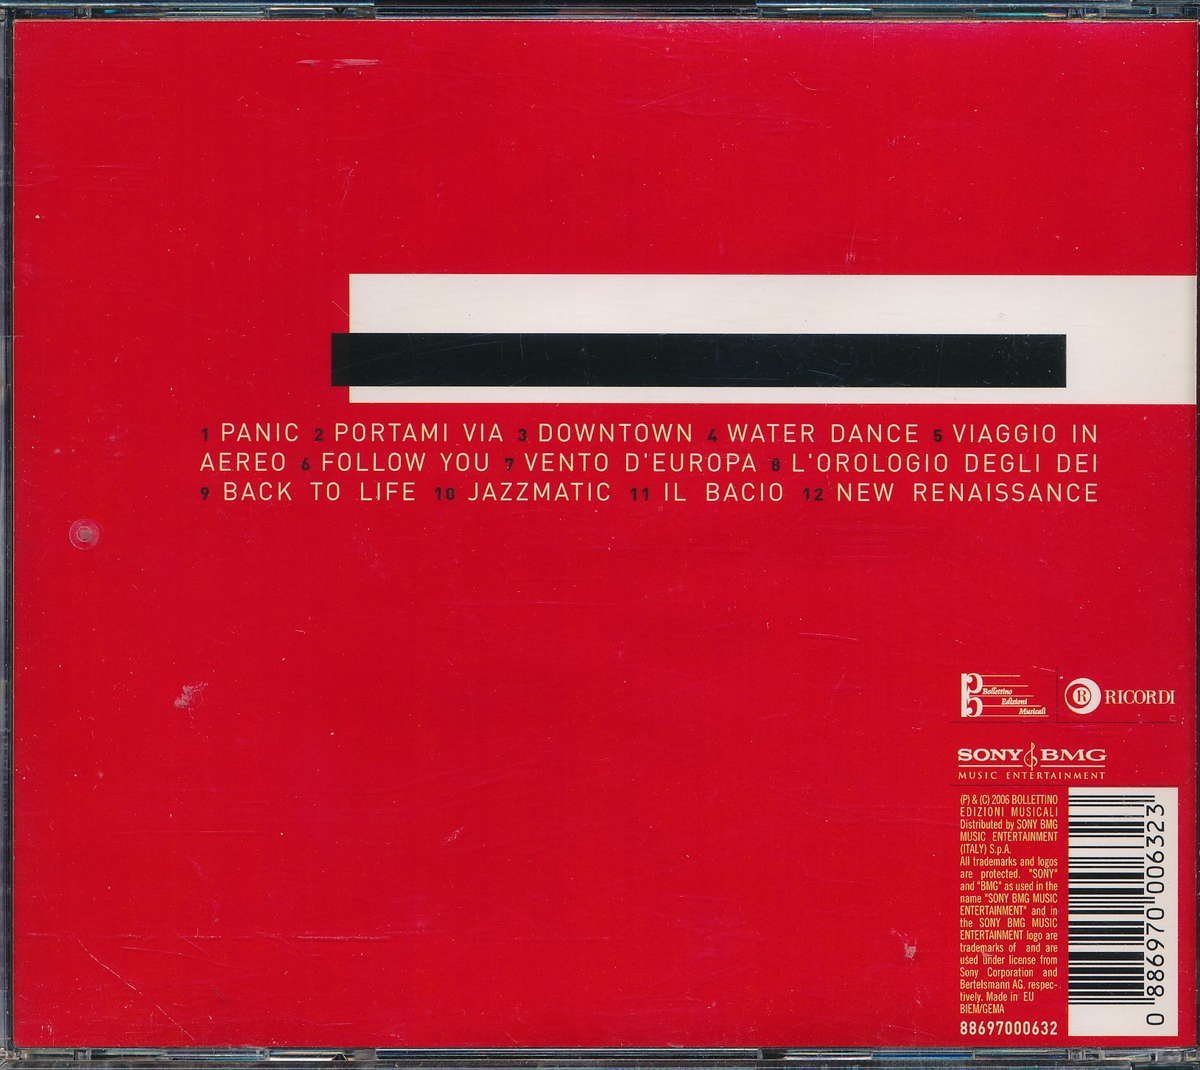 1 PANIC 2 PORTAMI VIA 3 DOWNTOWN 4 WATER DANCE 5 VIAGGIO IN
AEREO 6 FOLLOW YOU 7 VENTO D'EUROPA 8 L'OROLOGIO DEGLI DEI
9 BACK TO LIFE 10 JAZZMATIC 11 IL BACIO 12 NEW RENAISSANCE
Bollettino
Edizioni
Musicali
R RICORDI
SONY BMG
MUSIC ENTERTAINMENT
(P) & (C) 2006 BOLLETTINO
EDIZIONI MUSICALI
Distributed by SONY BMG
MUSIC ENTERTAINMENT
(ITALY) S.p.A.
All trademarks and logos
are protected. "SONY"
and "BMG" as used in the
name "SONY BMG MUSIC
ENTERTAINMENT" and in
the SONY BMG MUSIC
ENTERTAINMENT logo are
trademarks of and are
used under license from
Sony Corporation and
Bertelsmann AG, respec-
tively. Made in EU
BIEM/GEMA
88697000632
0 886970 006323